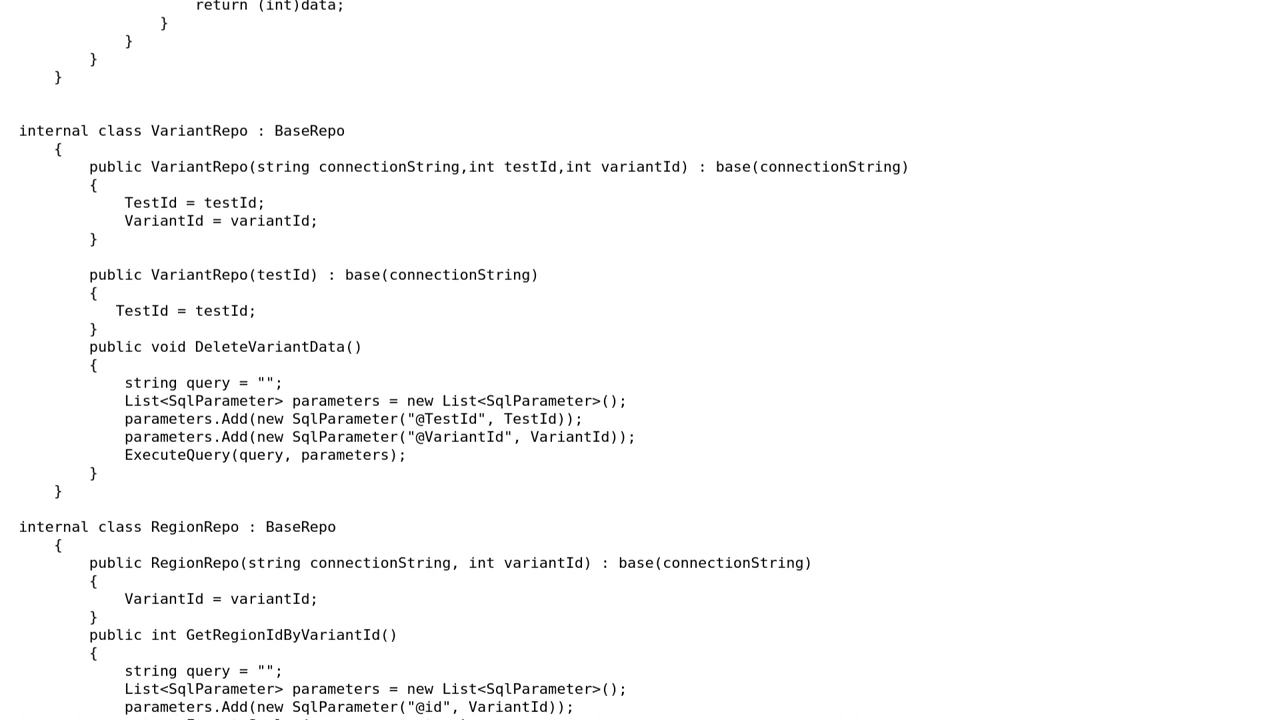 return (int)data;
}
}
}
}
internal class VariantRepo : BaseRepo
{
public VariantRepo(string connectionString,int testId,int variantId) : base(connectionString)
{
TestId = testId;
VariantId = variantId;
}
public VariantRepo(testId) : base(connectionString)
{
TestId = testId;
}
public void DeleteVariantData()
{
string query = "";
List<SqlParameter> parameters = new List<SqlParameter>();
parameters.Add(new SqlParameter("@TestId", TestId));
parameters.Add(new SqlParameter("@VariantId", VariantId));
ExecuteQuery(query, parameters);
}
}
internal class RegionRepo : BaseRepo
{
public RegionRepo(string connectionString, int variantId) : base(connectionString)
{
VariantId = variantId;
}
public int GetRegionIdByVariantId()
{
string query = "";
List<SqlParameter> parameters = new List<SqlParameter>();
parameters.Add(new SqlParameter("@id", VariantId));